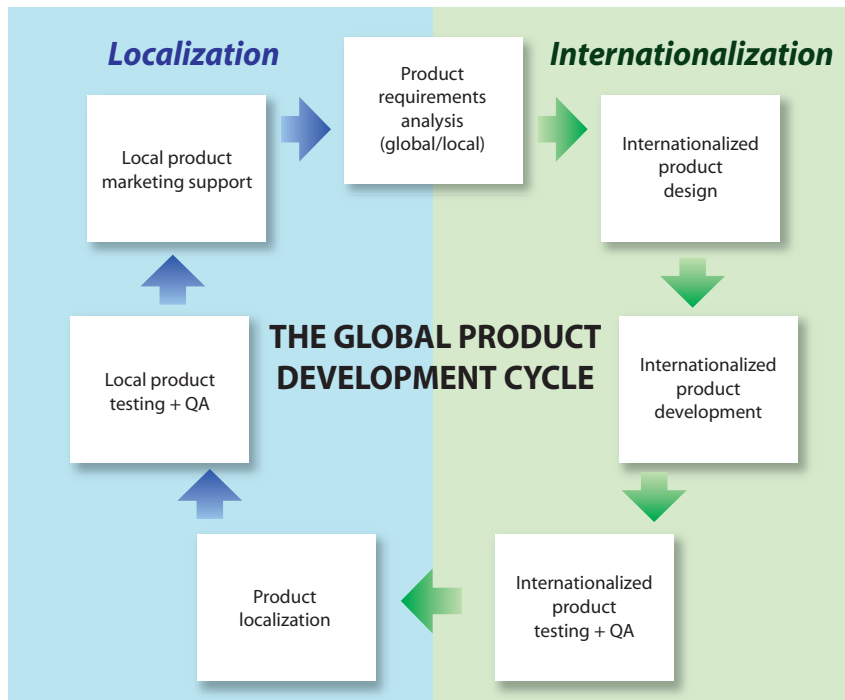 Localization
Internationalization
Product
requirements
analysis
(global/local)
Internationalized
product
design
Local product
marketing support
THE GLOBAL PRODUCT
DEVELOPMENT CYCLE
Internationalized
product
development
Local product
testing + QA
Internationalized
product
testing + QA
Product
localization